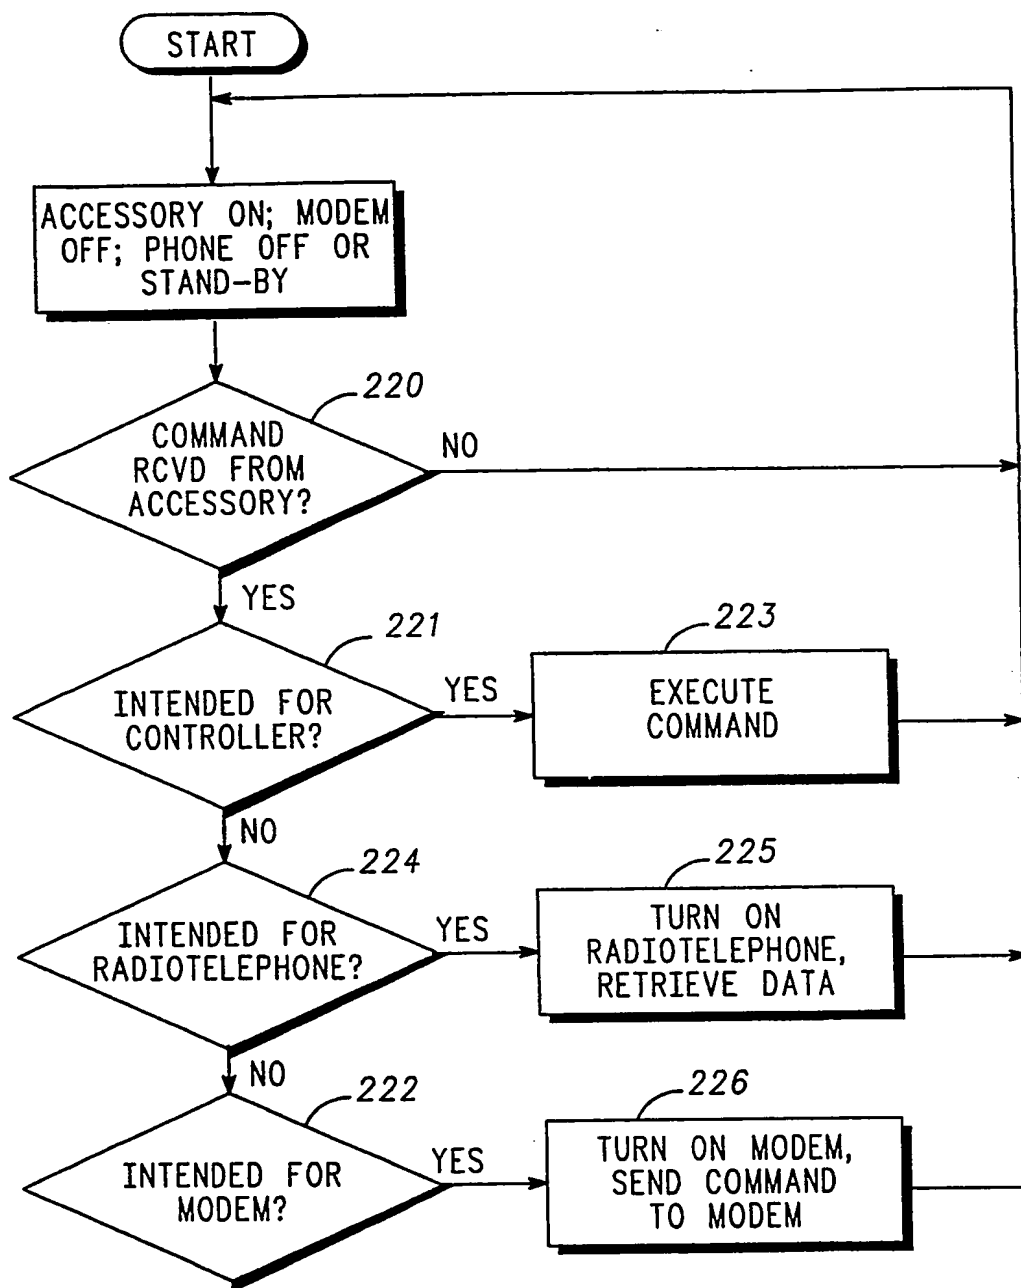 START
ACCESSORY ON; MODEM
OFF; PHONE OFF OR
STAND-BY
220
COMMAND
RCVD FROM
ACCESSORY?
NO
YES
221
INTENDED FOR
CONTROLLER?
YES
223
EXECUTE
COMMAND
NO
224
INTENDED FOR
RADIOTELEPHONE?
YES
225
TURN ON
RADIOTELEPHONE,
RETRIEVE DATA
NO
222
INTENDED FOR
MODEM?
YES
226
TURN ON MODEM,
SEND COMMAND
TO MODEM